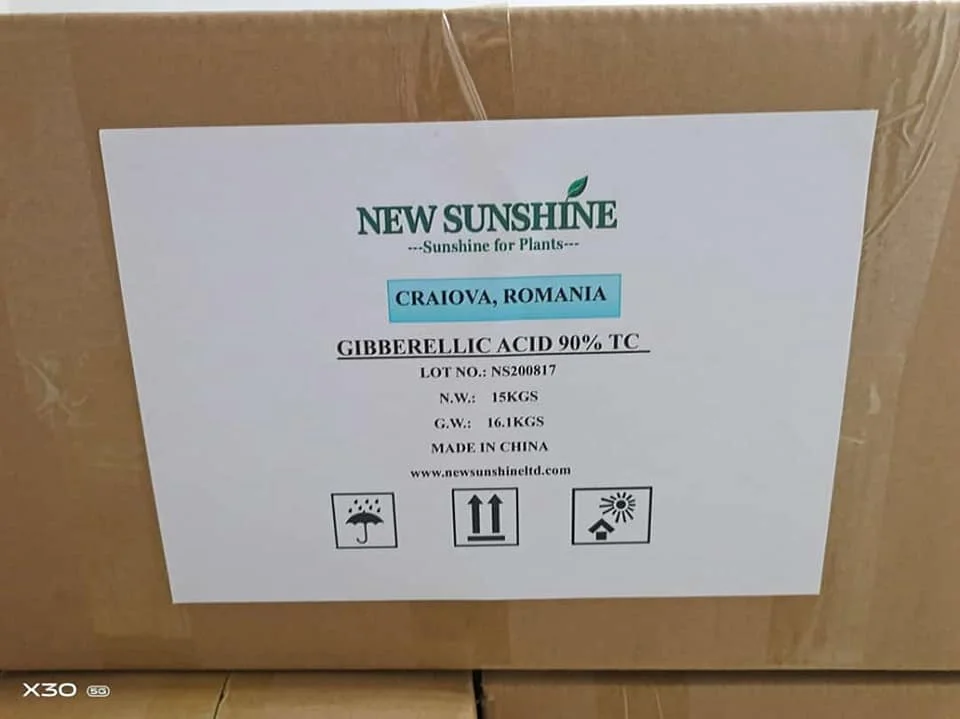 NEW SUNSHINE
---Sunshine for Plants---
CRAIOVA, ROMANIA
GIBBERELLIC ACID 90% TC
LOT NO.: NS200817
N.W.: 15KGS
G.W.: 16.1KGS
MADE IN CHINA
www.newsunshineltd.com
X30 5G